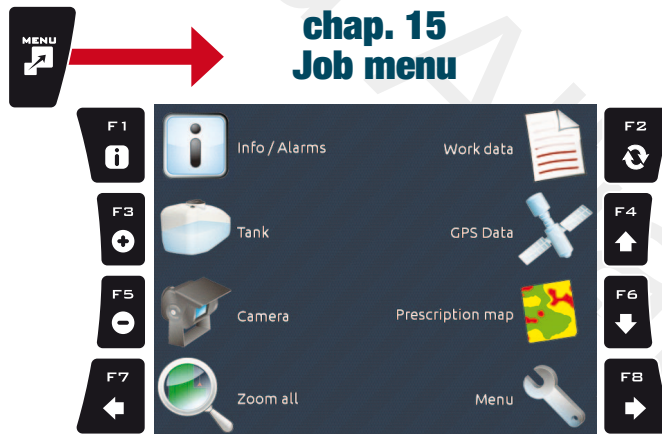 MENU
chap. 15
Job menu
F1
Info / Alarms
Work data
F2
F3
Tank
GPS Data
F4
F5
Camera
Prescription map
F6
F7
Zoom all
Menu
F8